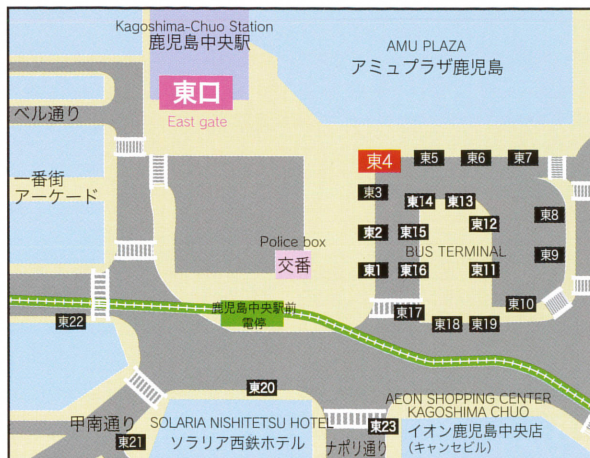 Kagoshima-Chuo Station
鹿児島中央駅
東口
East gate
AMU PLAZA
アミュプラザ鹿児島
ベル通り
一番街
アーケード
東4
東5
東6
東7
東3
東14
東13
東2
東15
東12
東8
BUS TERMINAL
東1
東16
東11
東9
Police box
交番
東10
東17
東18
東19
鹿児島中央駅前
電停
東22
東20
甲南通り
東21
SOLARIA NISHITETSU HOTEL
ソラリア西鉄ホテル
東23
ナポリ通り
AEON SHOPPING CENTER
KAGOSHIMA CHUO
イオン鹿児島中央店
(キャンセビル)